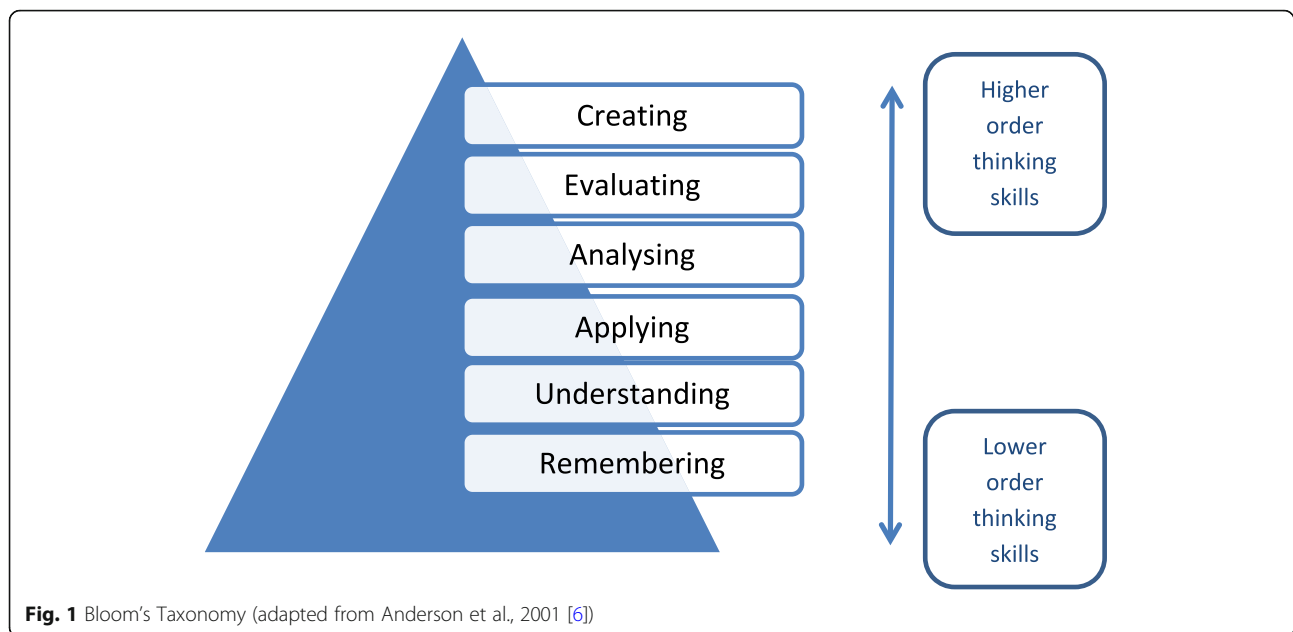 Creating
Evaluating
Analysing
Applying
Understanding
Remembering
Higher
order
thinking
skills
Lower
order
thinking
skills
Fig. 1 Bloom’s Taxonomy (adapted from Anderson et al., 2001 [6])